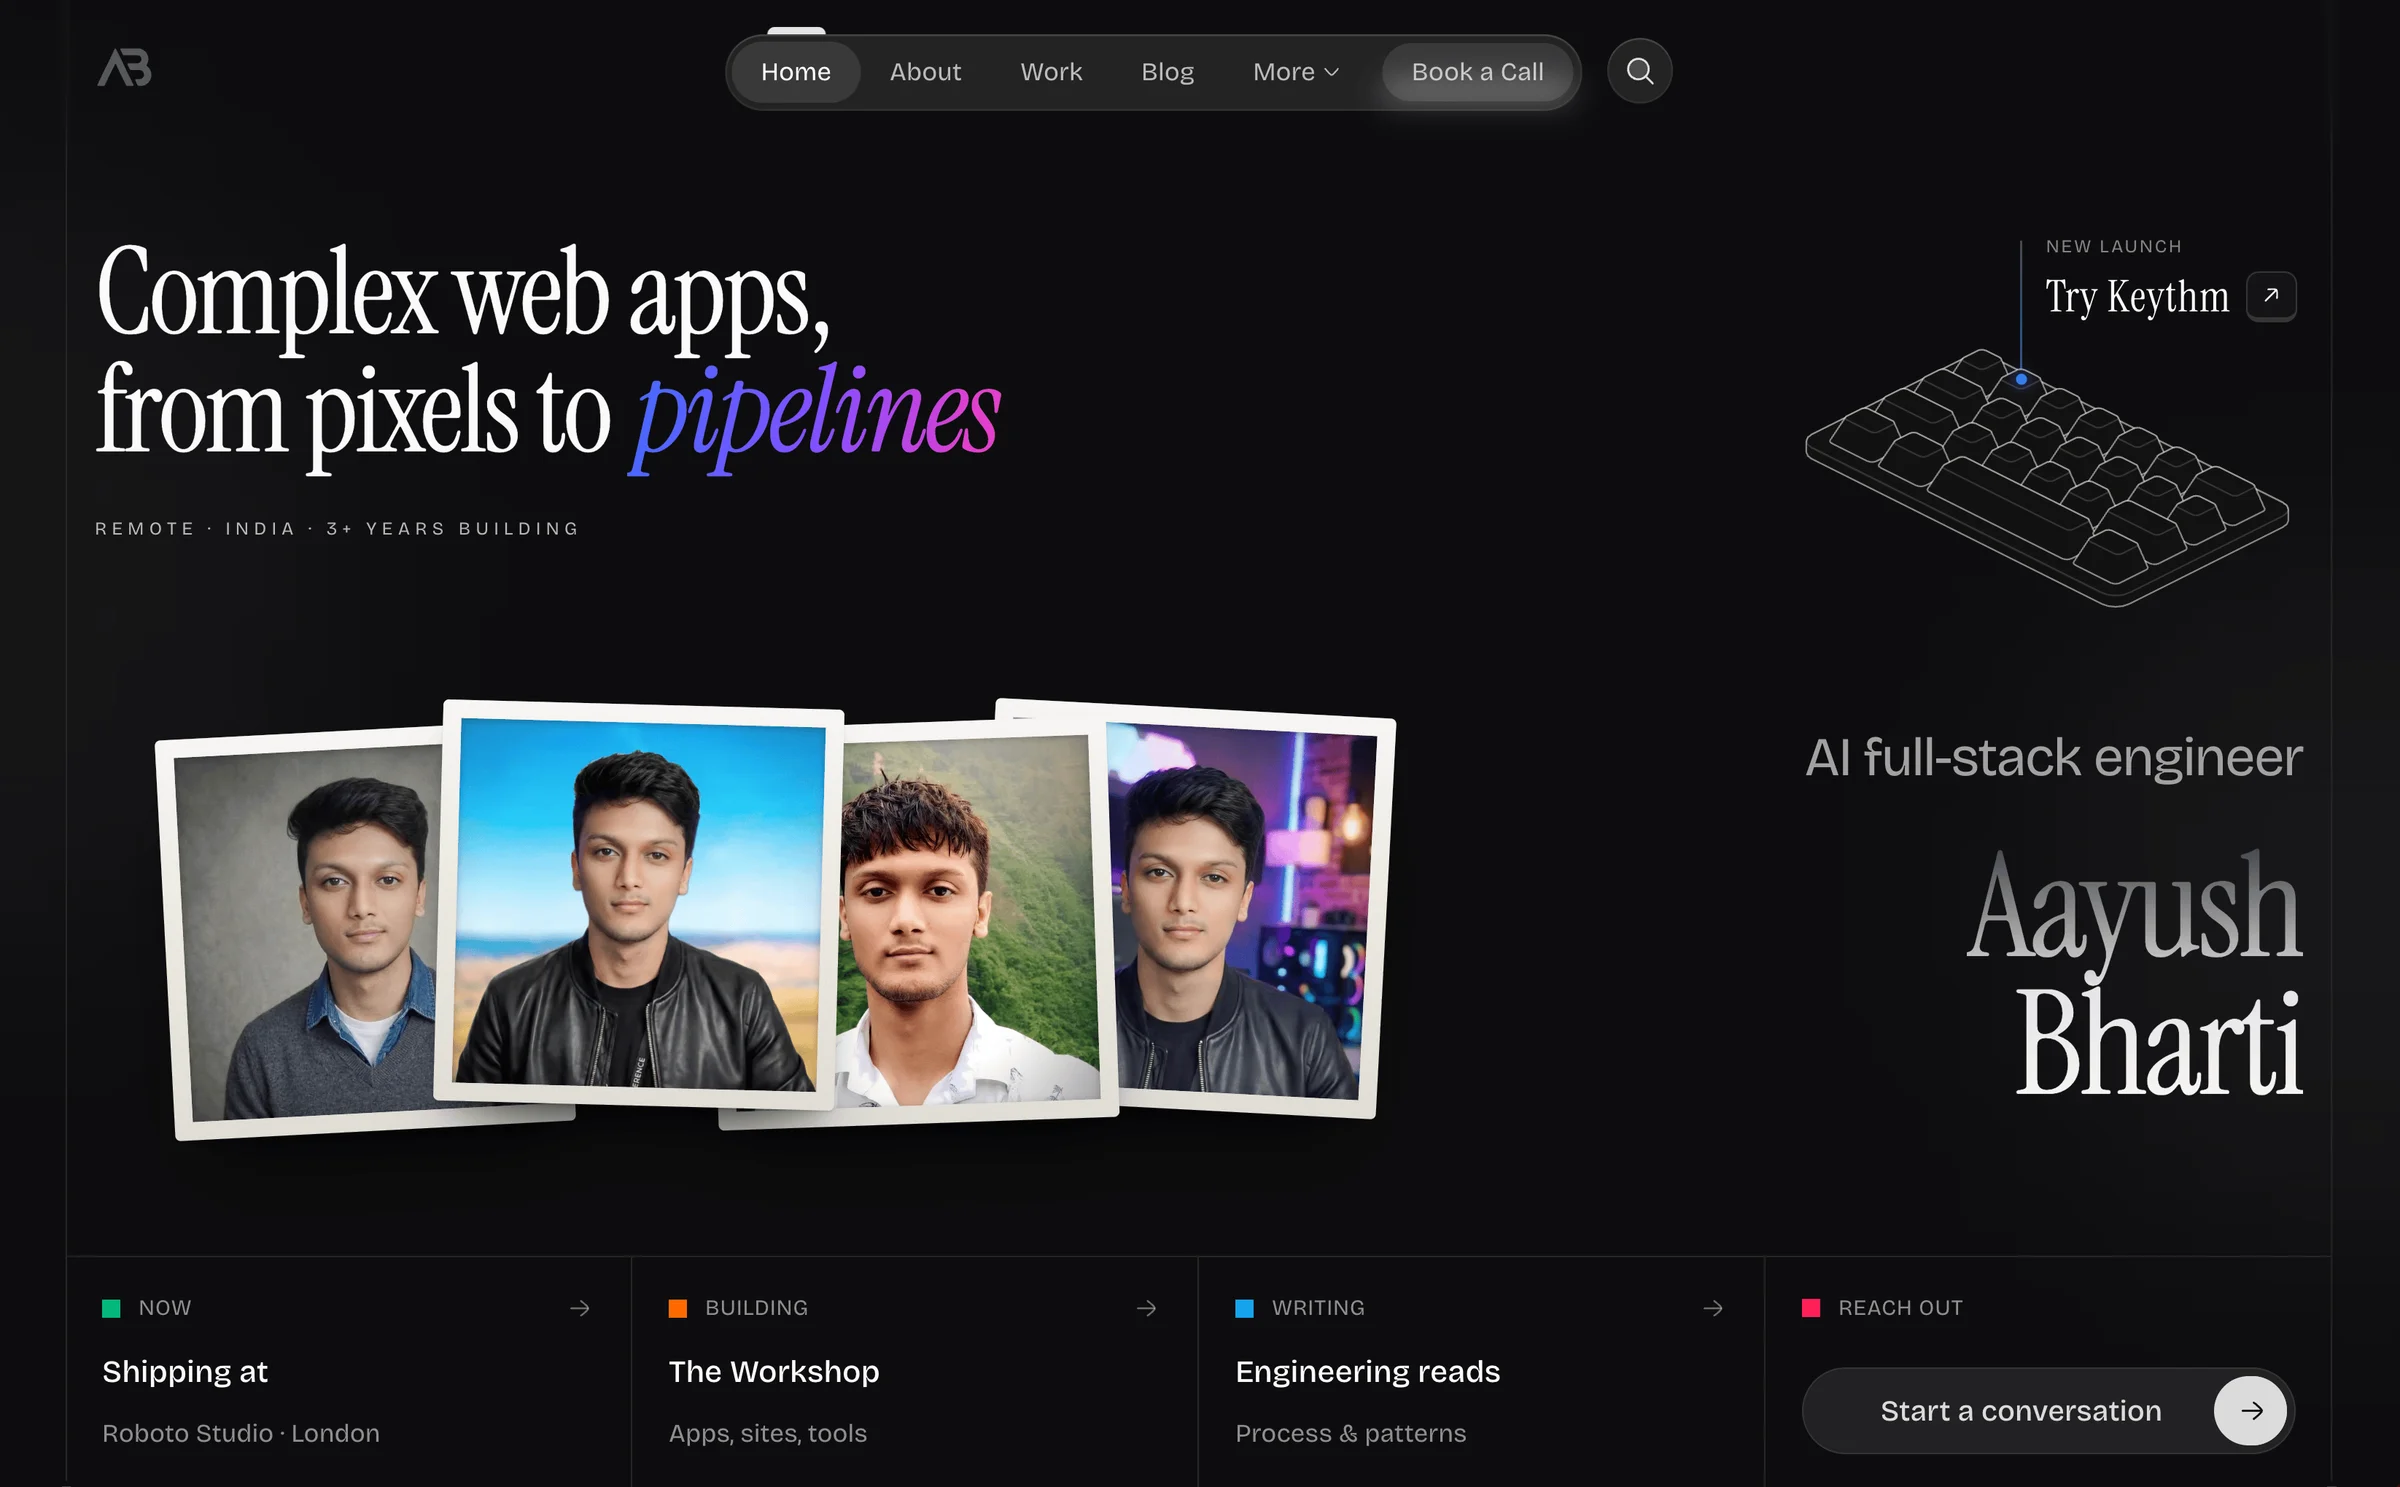 AB
Home
About
Work
Blog
More
Book a Call
Complex web apps,
from pixels to pipelines
REMOTE · INDIA · 3+ YEARS BUILDING
NEW LAUNCH
Try Keythm
AI full-stack engineer
Aayush
Bharti
NOW
Shipping at
Roboto Studio · London
BUILDING
The Workshop
Apps, sites, tools
WRITING
Engineering reads
Process & patterns
REACH OUT
Start a conversation